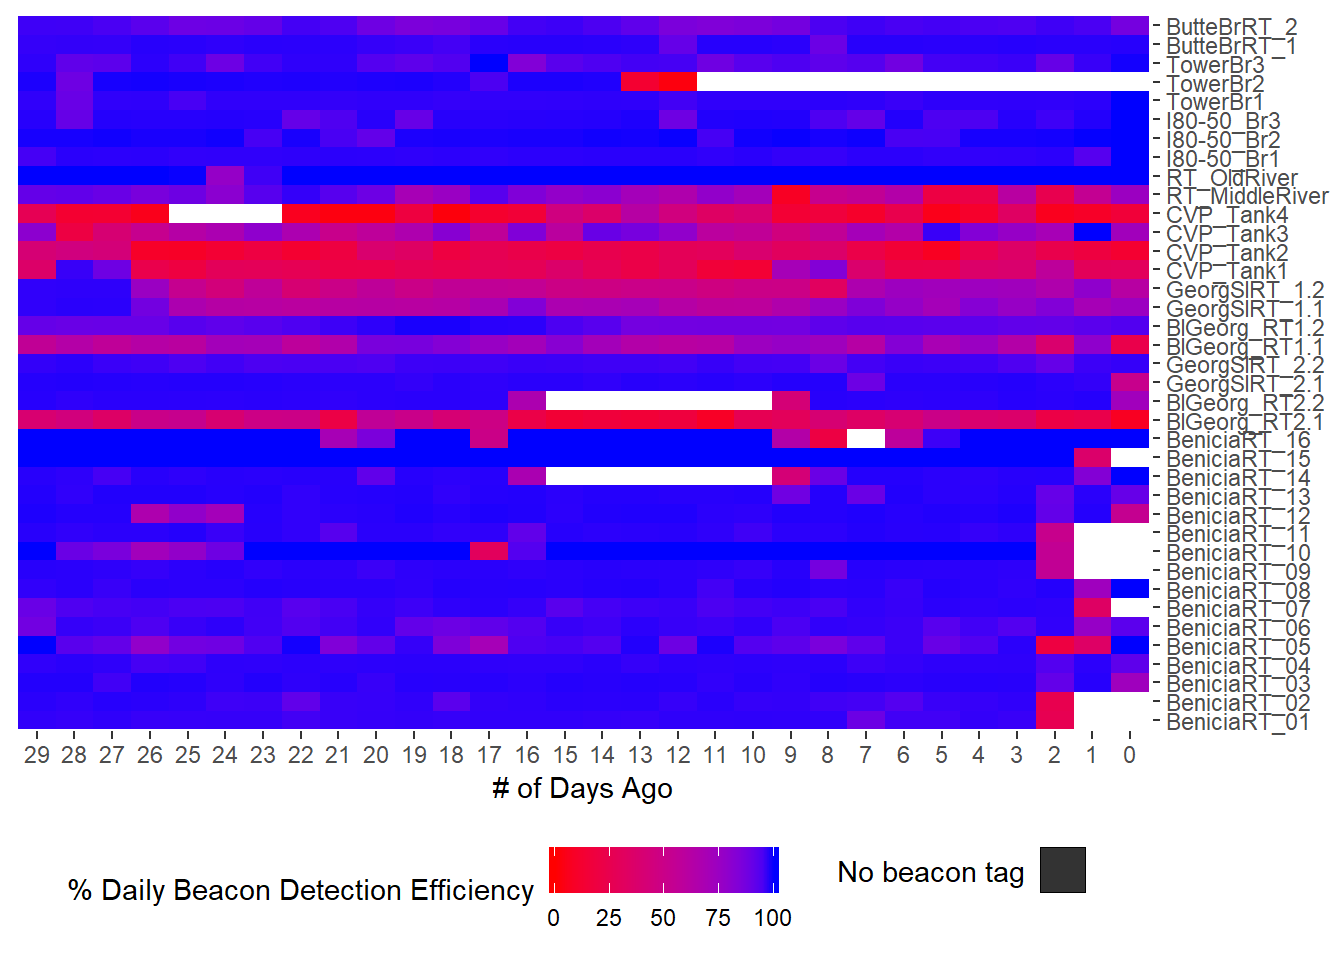 ButteBrRT_2
ButteBrRT_1
TowerBr3
TowerBr2
TowerBr1
I80-50_Br3
I80-50_Br2
I80-50_Br1
RT_OldRiver
RT_MiddleRiver
CVP_Tank4
CVP_Tank3
CVP_Tank2
CVP_Tank1
GeorgSlRT_1.2
GeorgSlRT_1.1
BlGeorg_RT1.2
BlGeorg_RT1.1
GeorgSlRT_2.2
GeorgSlRT_2.1
BlGeorg_RT2.2
BlGeorg_RT2.1
BeniciaRT_16
BeniciaRT_15
BeniciaRT_14
BeniciaRT_13
BeniciaRT_12
BeniciaRT_11
BeniciaRT_10
BeniciaRT_09
BeniciaRT_08
BeniciaRT_07
BeniciaRT_06
BeniciaRT_05
BeniciaRT_04
BeniciaRT_03
BeniciaRT_02
BeniciaRT_01
29 28 27 26 25 24 23 22 21 20 19 18 17 16 15 14 13 12 11 10 9 8 7 6 5 4 3 2 1 0
# of Days Ago
% Daily Beacon Detection Efficiency
0 25 50 75 100
No beacon tag